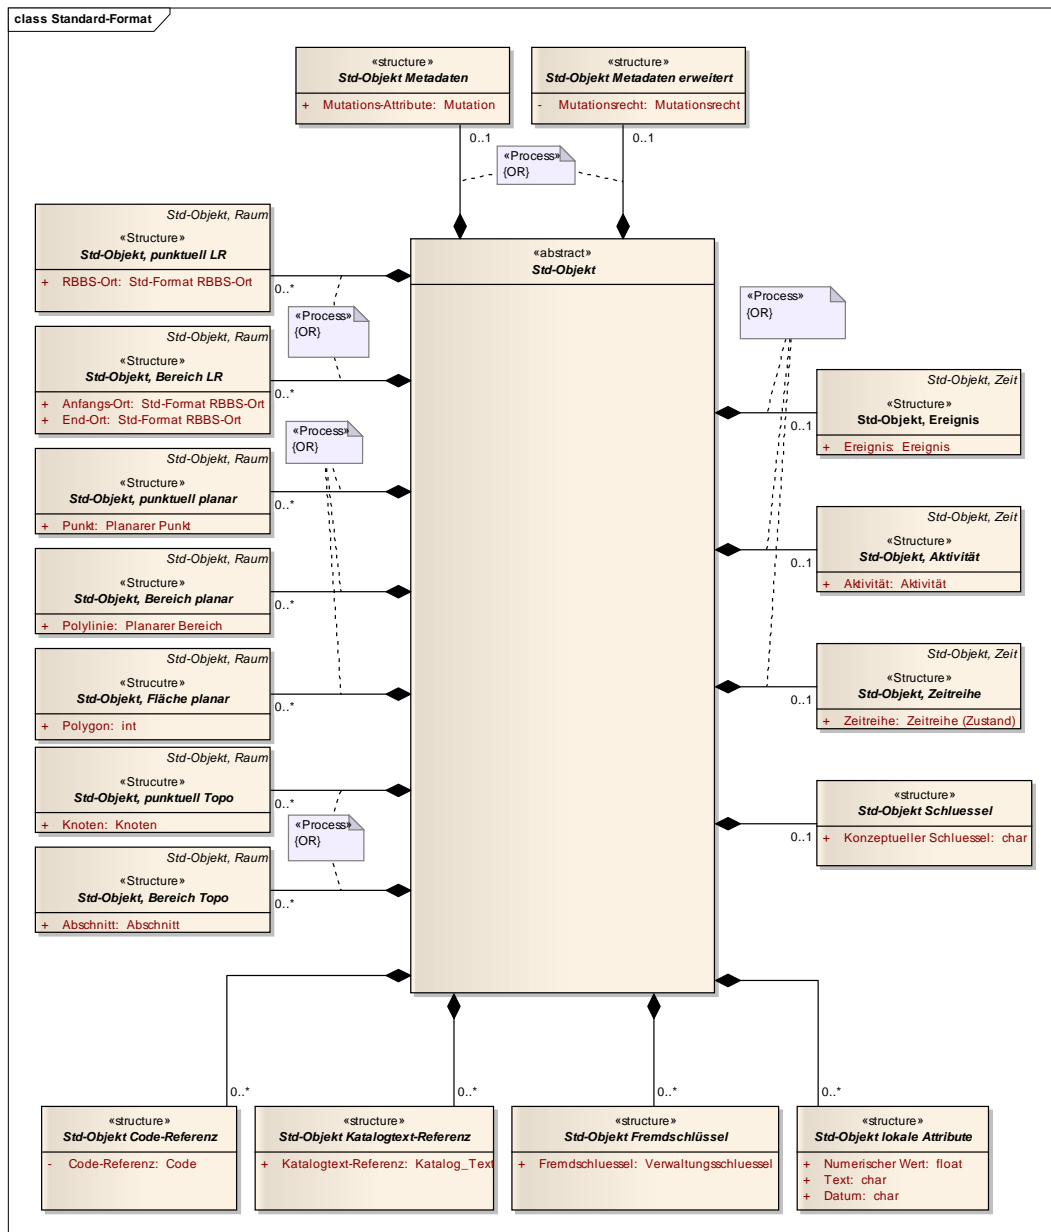 class Standard-Format
«structure»
Std-Objekt Metadaten
+ Mutations-Attribute: Mutation
0..1
«structure»
Std-Objekt Metadaten erweitert
- Mutationsrecht: Mutationsrecht
0..1
«Process»
{OR}
«abstract»
Std-Objekt
Std-Objekt, Raum
«Structure»
Std-Objekt, punktuell LR
+ RBBS-Ort: Std-Format RBBS-Ort
0..*
«Process»
{OR}
Std-Objekt, Raum
«Structure»
Std-Objekt, Bereich LR
+ Anfangs-Ort: Std-Format RBBS-Ort
+ End-Ort: Std-Format RBBS-Ort
0..*
«Process»
{OR}
Std-Objekt, Raum
«Structure»
Std-Objekt, punktuell planar
+ Punkt: Planarer Punkt
0..*
Std-Objekt, Raum
«Structure»
Std-Objekt, Bereich planar
+ Polylinie: Planarer Bereich
0..*
Std-Objekt, Raum
«Strucutre»
Std-Objekt, Fläche planar
+ Polygon: int
0..*
Std-Objekt, Raum
«Strucutre»
Std-Objekt, punktuell Topo
+ Knoten: Knoten
0..*
«Process»
{OR}
Std-Objekt, Raum
«Structure»
Std-Objekt, Bereich Topo
+ Abschnitt: Abschnitt
0..*
«Process»
{OR}
Std-Objekt, Zeit
«Structure»
Std-Objekt, Ereignis
+ Ereignis: Ereignis
0..1
Std-Objekt, Zeit
«Structure»
Std-Objekt, Aktivität
+ Aktivität: Aktivität
0..1
Std-Objekt, Zeit
«Structure»
Std-Objekt, Zeitreihe
+ Zeitreihe: Zeitreihe (Zustand)
0..1
«structure»
Std-Objekt Schluessel
+ Konzeptueller Schluessel: char
0..1
0..*
«structure»
Std-Objekt Code-Referenz
- Code-Referenz: Code
0..*
«structure»
Std-Objekt Katalogtext-Referenz
+ Katalogtext-Referenz: Katalog_Text
0..*
«structure»
Std-Objekt Fremdschlüssel
+ Fremdschluessel: Verwaltungsschluessel
0..*
«structure»
Std-Objekt lokale Attribute
+ Numerischer Wert: float
+ Text: char
+ Datum: char